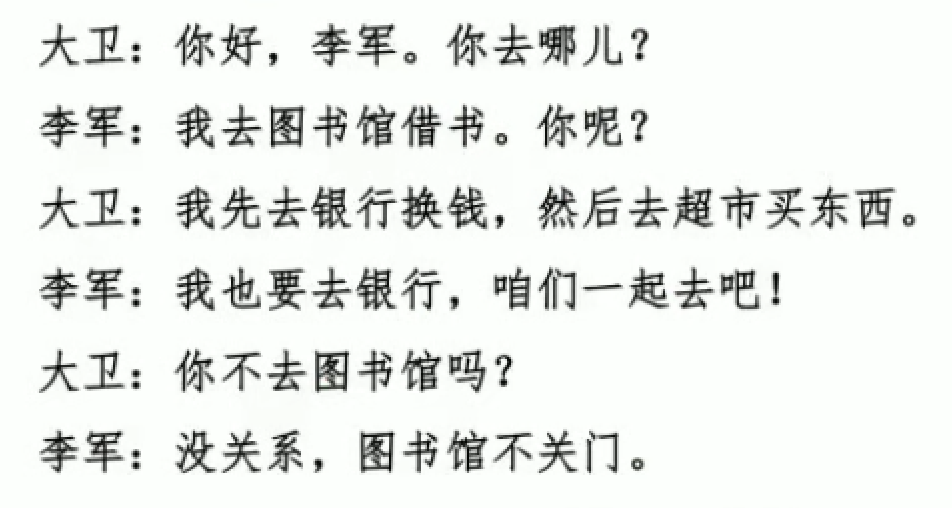 大卫：你好，李军。你去哪儿？
李军：我去图书馆借书。你呢？
大卫：我先去银行换钱，然后去超市买东西。
李军：我也要去银行，咱们一起去吧！
大卫：你不去图书馆吗？
李军：没关系，图书馆不关门。